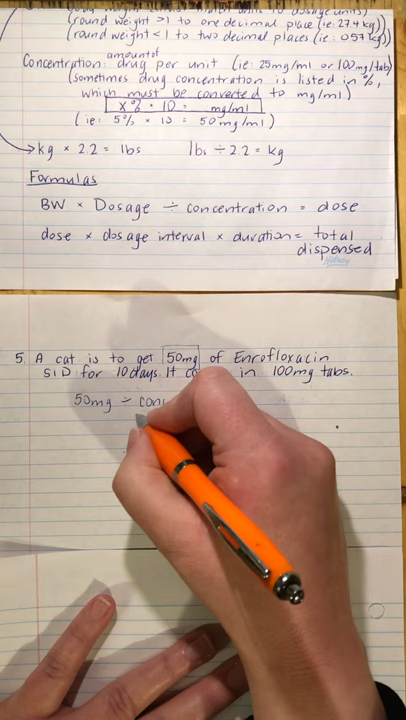 (round weight >1 to one decimal place (ie: 27.4 kg))
(round weight <1 to two decimal places (ie: 0.57 kg))
Concentration: amount of drug per unit (ie: 25mg/ml or 100mg/tab)
(sometimes drug concentration is listed in %,
which must be converted to mg/ml)
X% · 10 = mg/ml
(ie: 5% × 10 = 50mg/ml)
kg × 2.2 = lbs lbs ÷ 2.2 = kg
Formulas
BW × Dosage ÷ concentration = dose
dose × dosage interval × duration = total
dispensed
5. A cat is to get 50mg of Enrofloxacin
SID for 10 days. It in 100mg tabs.
50mg ÷ conc